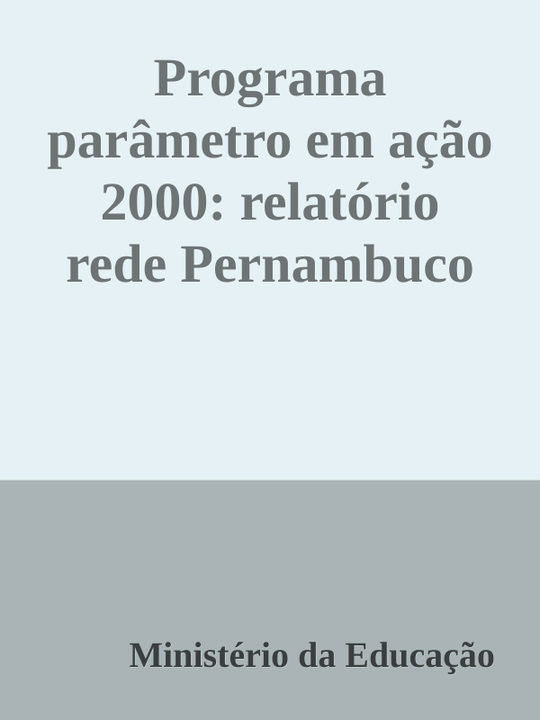 Programa
parâmetro em ação
2000: relatório
rede Pernambuco
Ministério da Educação